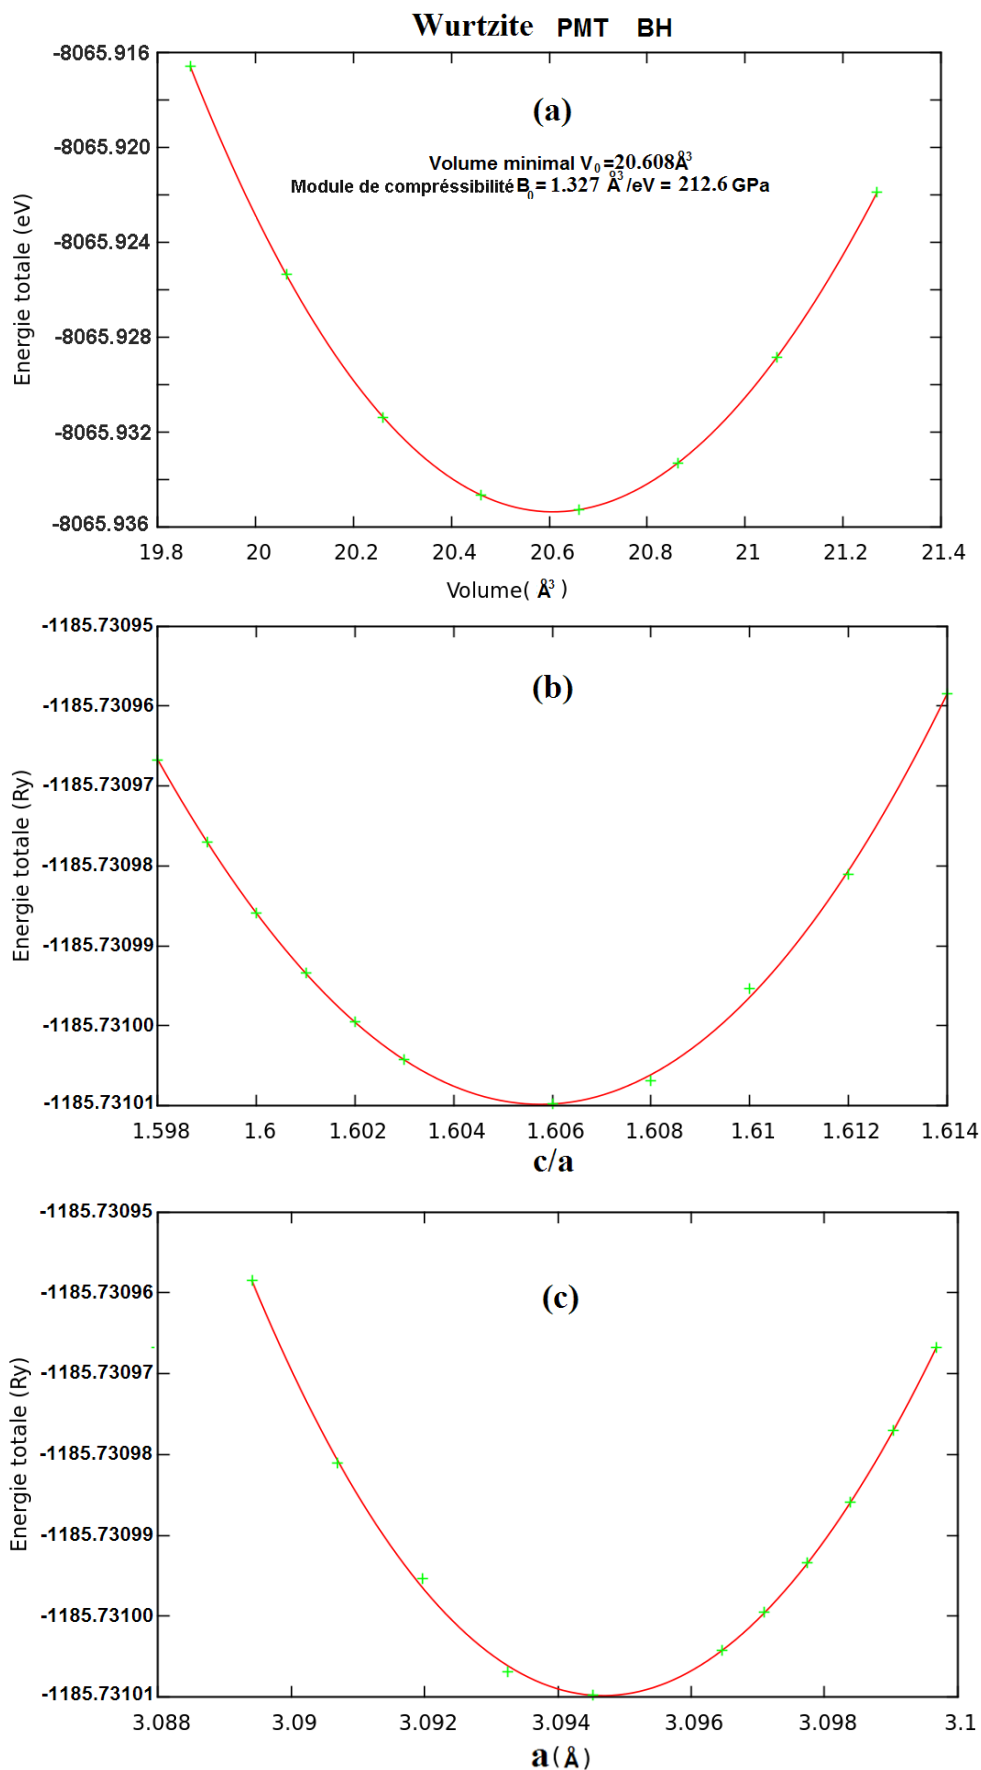 Wurtzite PMT BH
-8065.916
-8065.920
-8065.924
-8065.928
-8065.932
-8065.936
Energie totale (eV)
(a)
Volume minimal V₀=20.608Å³
Module de compréssibilité B₀ = 1.327 Å³/eV = 212.6 GPa
19.8 20 20.2 20.4 20.6 20.8 21 21.2 21.4
Volume( Å³ )
-1185.73095
-1185.73096
-1185.73097
-1185.73098
-1185.73099
-1185.73100
-1185.73101
Energie totale (Ry)
(b)
1.598 1.6 1.602 1.604 1.606 1.608 1.61 1.612 1.614
c/a
-1185.73095
-1185.73096
-1185.73097
-1185.73098
-1185.73099
-1185.73100
-1185.73101
Energie totale (Ry)
(c)
3.088 3.09 3.092 3.094 3.096 3.098 3.1
a(Å)